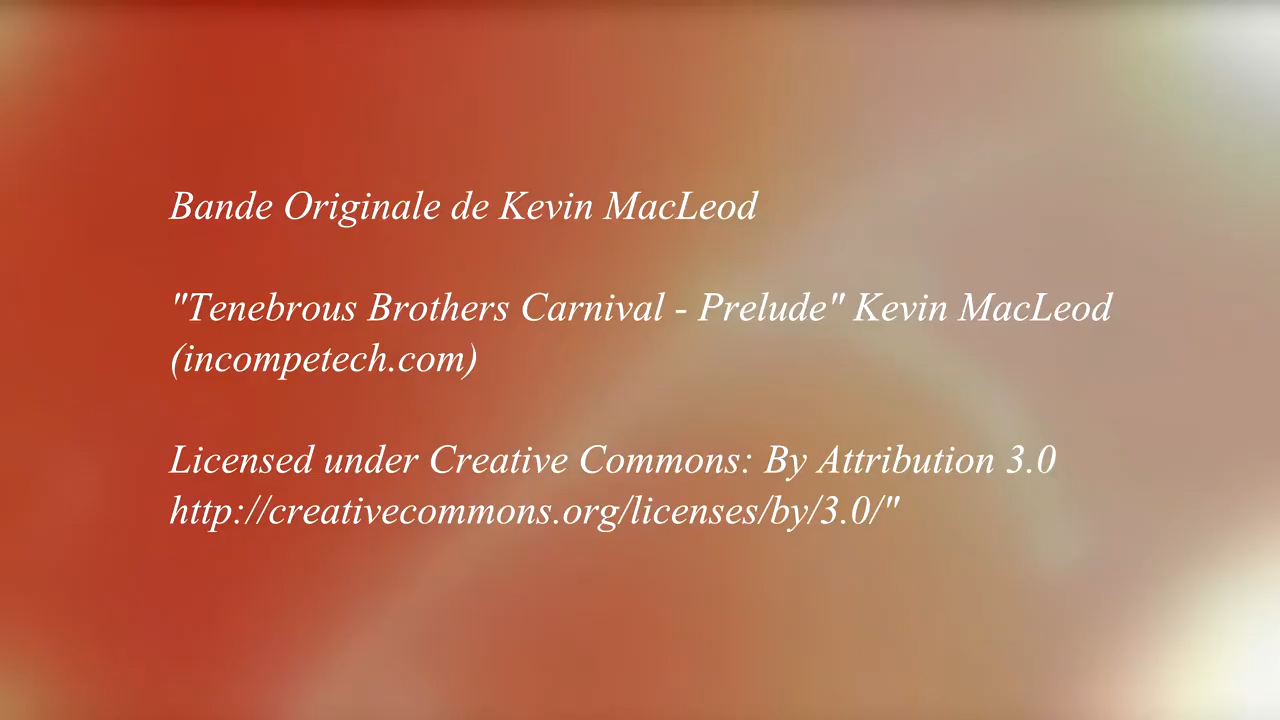 Bande Originale de Kevin MacLeod
"Tenebrous Brothers Carnival - Prelude" Kevin MacLeod
(incompetech.com)
Licensed under Creative Commons: By Attribution 3.0
http://creativecommons.org/licenses/by/3.0/"